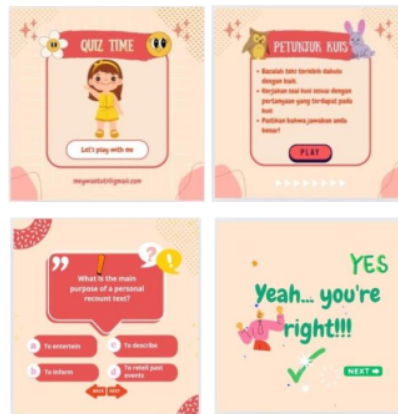 QUIZ TIME
Let's play with me
PETUNJUK KUIS
• Bacalah teks terlebih dahulu
dengan baik.
• Kerjakan soal kuis sesuai dengan
pertanyaan yang terdapat pada
kuis
• Pastikan bahwa jawaban anda
benar!
PLAY
What is the main
purpose of a personal
recount text?
a To entertain
c To describe
b To inform
d To retell past
events
BACK NEXT
YES
Yeah... you're
right!!!
NEXT